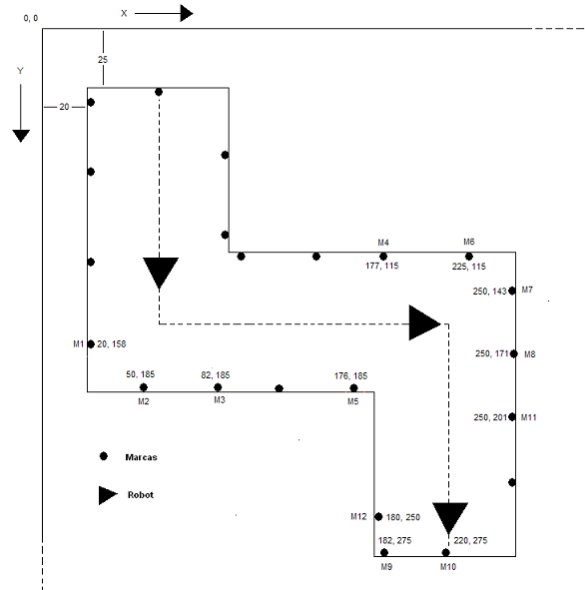 0, 0
X
25
Y
20
M4
M6
177, 115
225, 115
250, 143
M7
M1
20, 158
250, 171
M8
50, 185
82, 185
176, 185
M2
M3
M5
250, 201
M11
Marcas
Robot
M12
180, 250
182, 275
220, 275
M9
M10